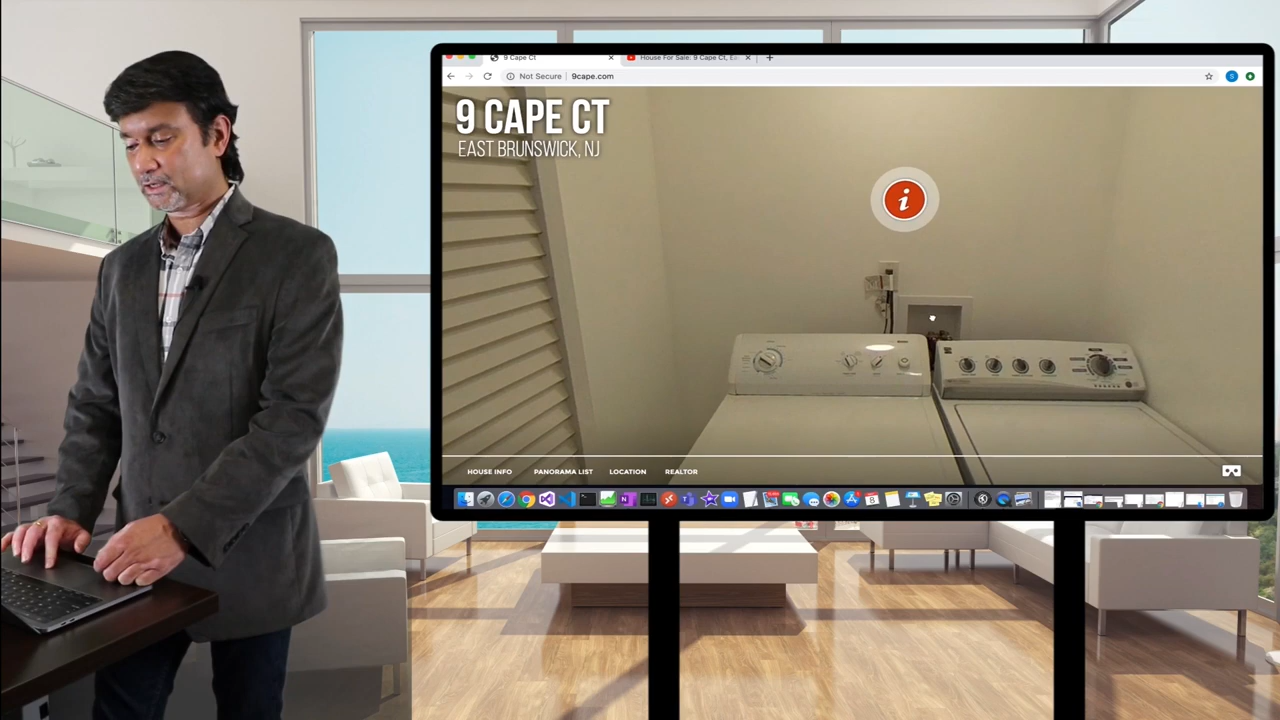 9 Cape Ct
House For Sale: 9 Cape Ct, Ea
Not Secure
9cape.com
S
9 CAPE CT
EAST BRUNSWICK, NJ
i
HOUSE INFO PANORAMA LIST LOCATION REALTOR
8